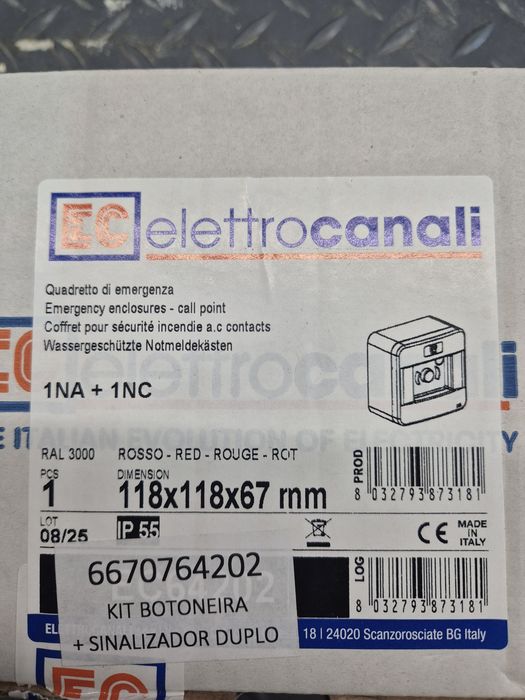 EC elettrocanali
Quadretto di emergenza
Emergency enclosures - call point
Coffret pour sécurité incendie a.c contacts
Wassergeschützte Notmeldekästen
1NA + 1NC
RAL 3000 ROSSO - RED - ROUGE - ROT
PCS
1
DIMENSION
118x118x67 mm
LOT
08/25
IP 55
PROD
8 032793 873181
CE
MADE
IN
ITALY
LOG
8 032793 873181
6670764202
KIT BOTONEIRA
+ SINALIZADOR DUPLO
18 | 24020 Scanzorosciate BG Italy
EC